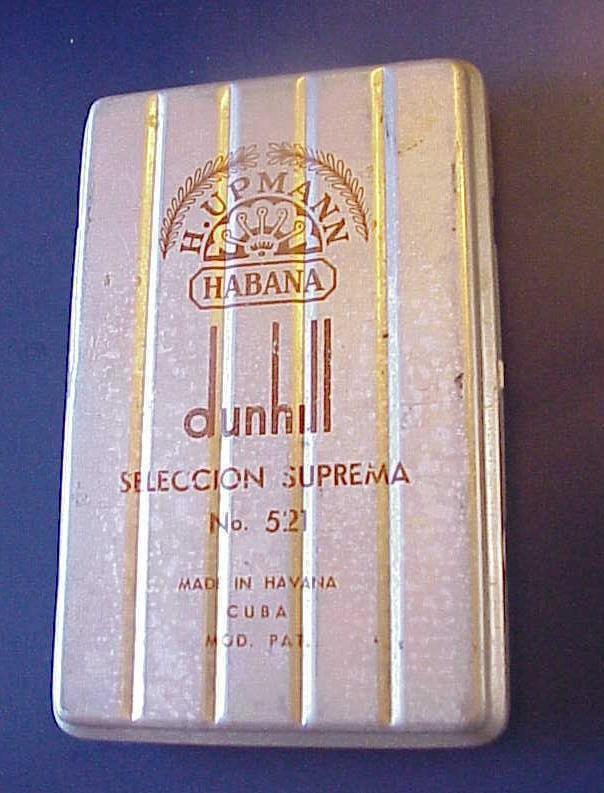 H. UPMANN
HABANA
dunhill
SELECCION SUPREMA
No. 521
MADE IN HAVANA
CUBA
MOD. PAT.